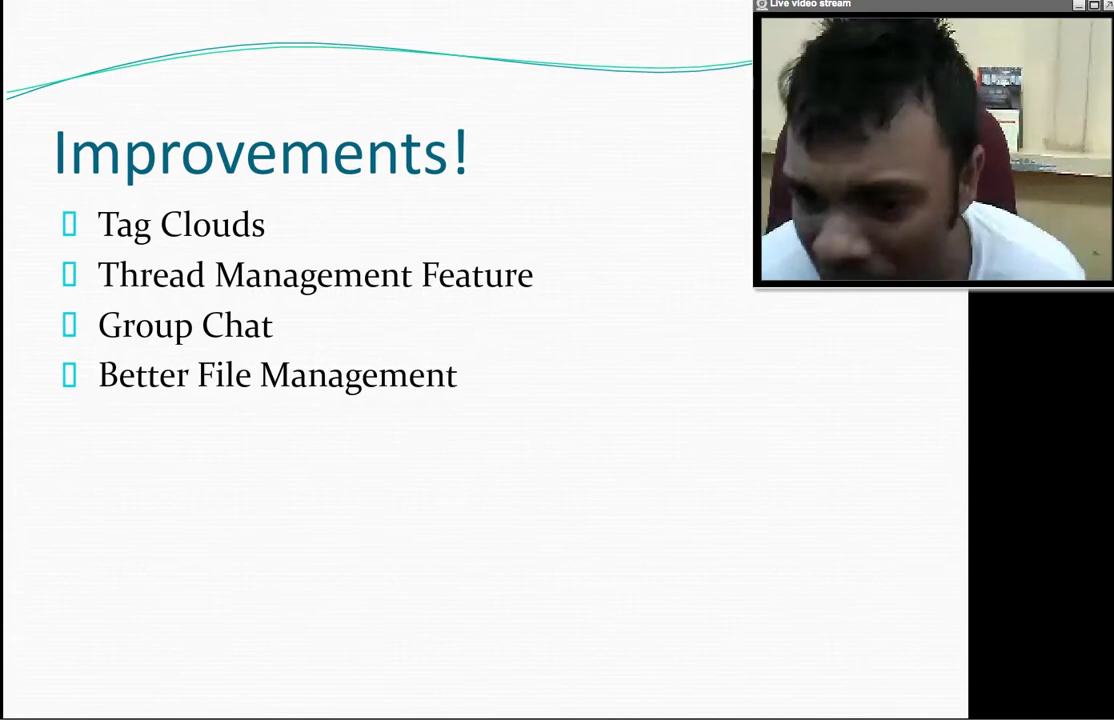 Live video stream
Improvements!
Tag Clouds
Thread Management Feature
Group Chat
Better File Management